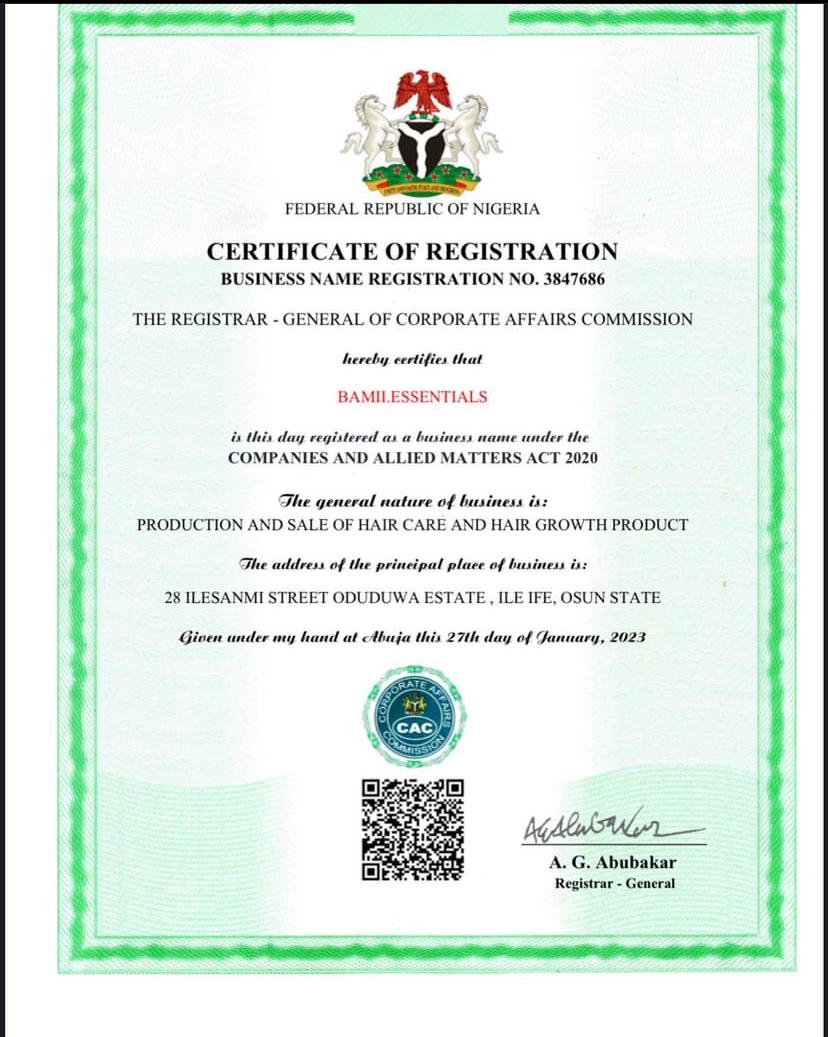 FEDERAL REPUBLIC OF NIGERIA
CERTIFICATE OF REGISTRATION
BUSINESS NAME REGISTRATION NO. 3847686
THE REGISTRAR - GENERAL OF CORPORATE AFFAIRS COMMISSION
hereby certifies that
BAMII.ESSENTIALS
is this day registered as a business name under the
COMPANIES AND ALLIED MATTERS ACT 2020
The general nature of business is:
PRODUCTION AND SALE OF HAIR CARE AND HAIR GROWTH PRODUCT
The address of the principal place of business is:
28 ILESANMI STREET ODUDUWA ESTATE , ILE IFE, OSUN STATE
Given under my hand at Abuja this 27th day of January, 2023
CORPORATE AFFAIRS
CAC
COMMISSION
A. G. Abubakar
Registrar - General